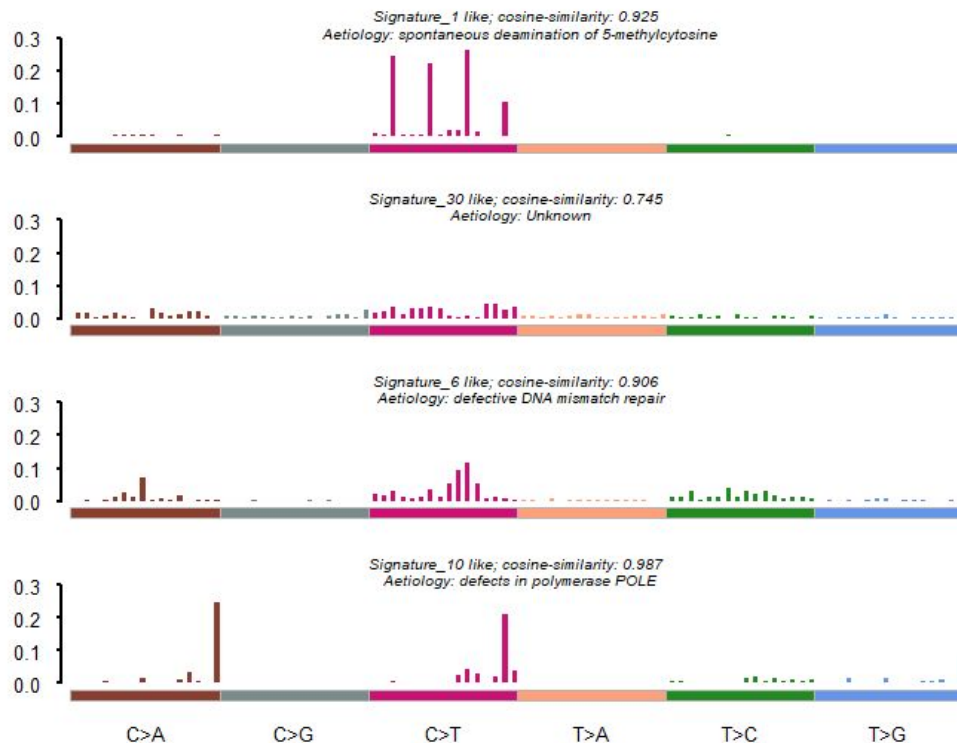 Signature_1 like; cosine-similarity: 0.925
Aetiology: spontaneous deamination of 5-methylcytosine
0.3
0.2
0.1
0.0
Signature_30 like; cosine-similarity: 0.745
Aetiology: Unknown
0.3
0.2
0.1
0.0
Signature_6 like; cosine-similarity: 0.906
Aetiology: defective DNA mismatch repair
0.3
0.2
0.1
0.0
Signature_10 like; cosine-similarity: 0.987
Aetiology: defects in polymerase POLE
0.3
0.2
0.1
0.0
C>A C>G C>T T>A T>C T>G